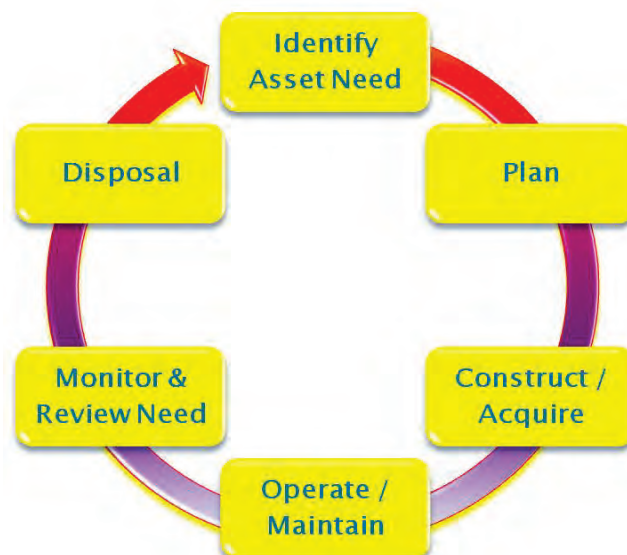 Identify
Asset Need
Plan
Construct /
Acquire
Operate /
Maintain
Monitor &
Review Need
Disposal